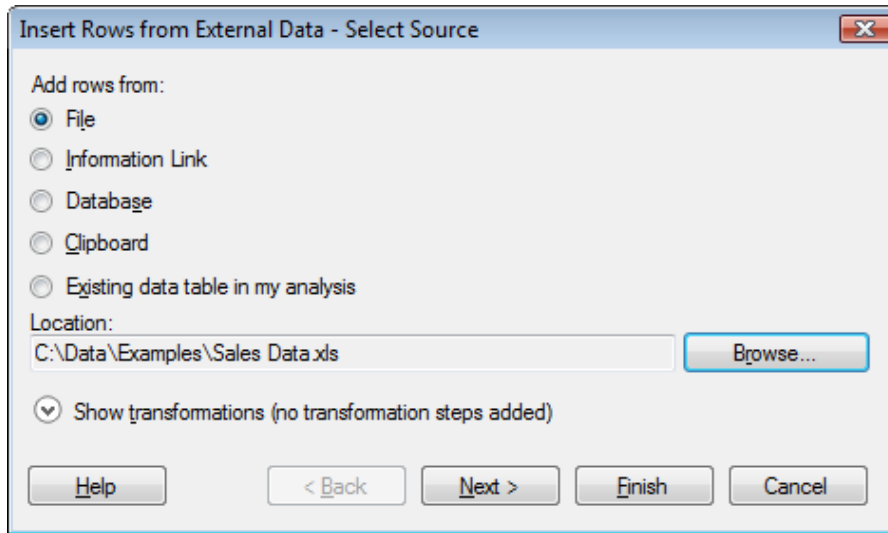 Insert Rows from External Data - Select Source
Add rows from:
File
Information Link
Database
Clipboard
Existing data table in my analysis
Location:
C:\Data\Examples\Sales Data.xls
Browse...
Show transformations (no transformation steps added)
Help
< Back
Next >
Finish
Cancel